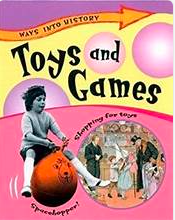 WAYS INTO HISTORY
Toys and
Games
Shopping for toys
Spacehopper!